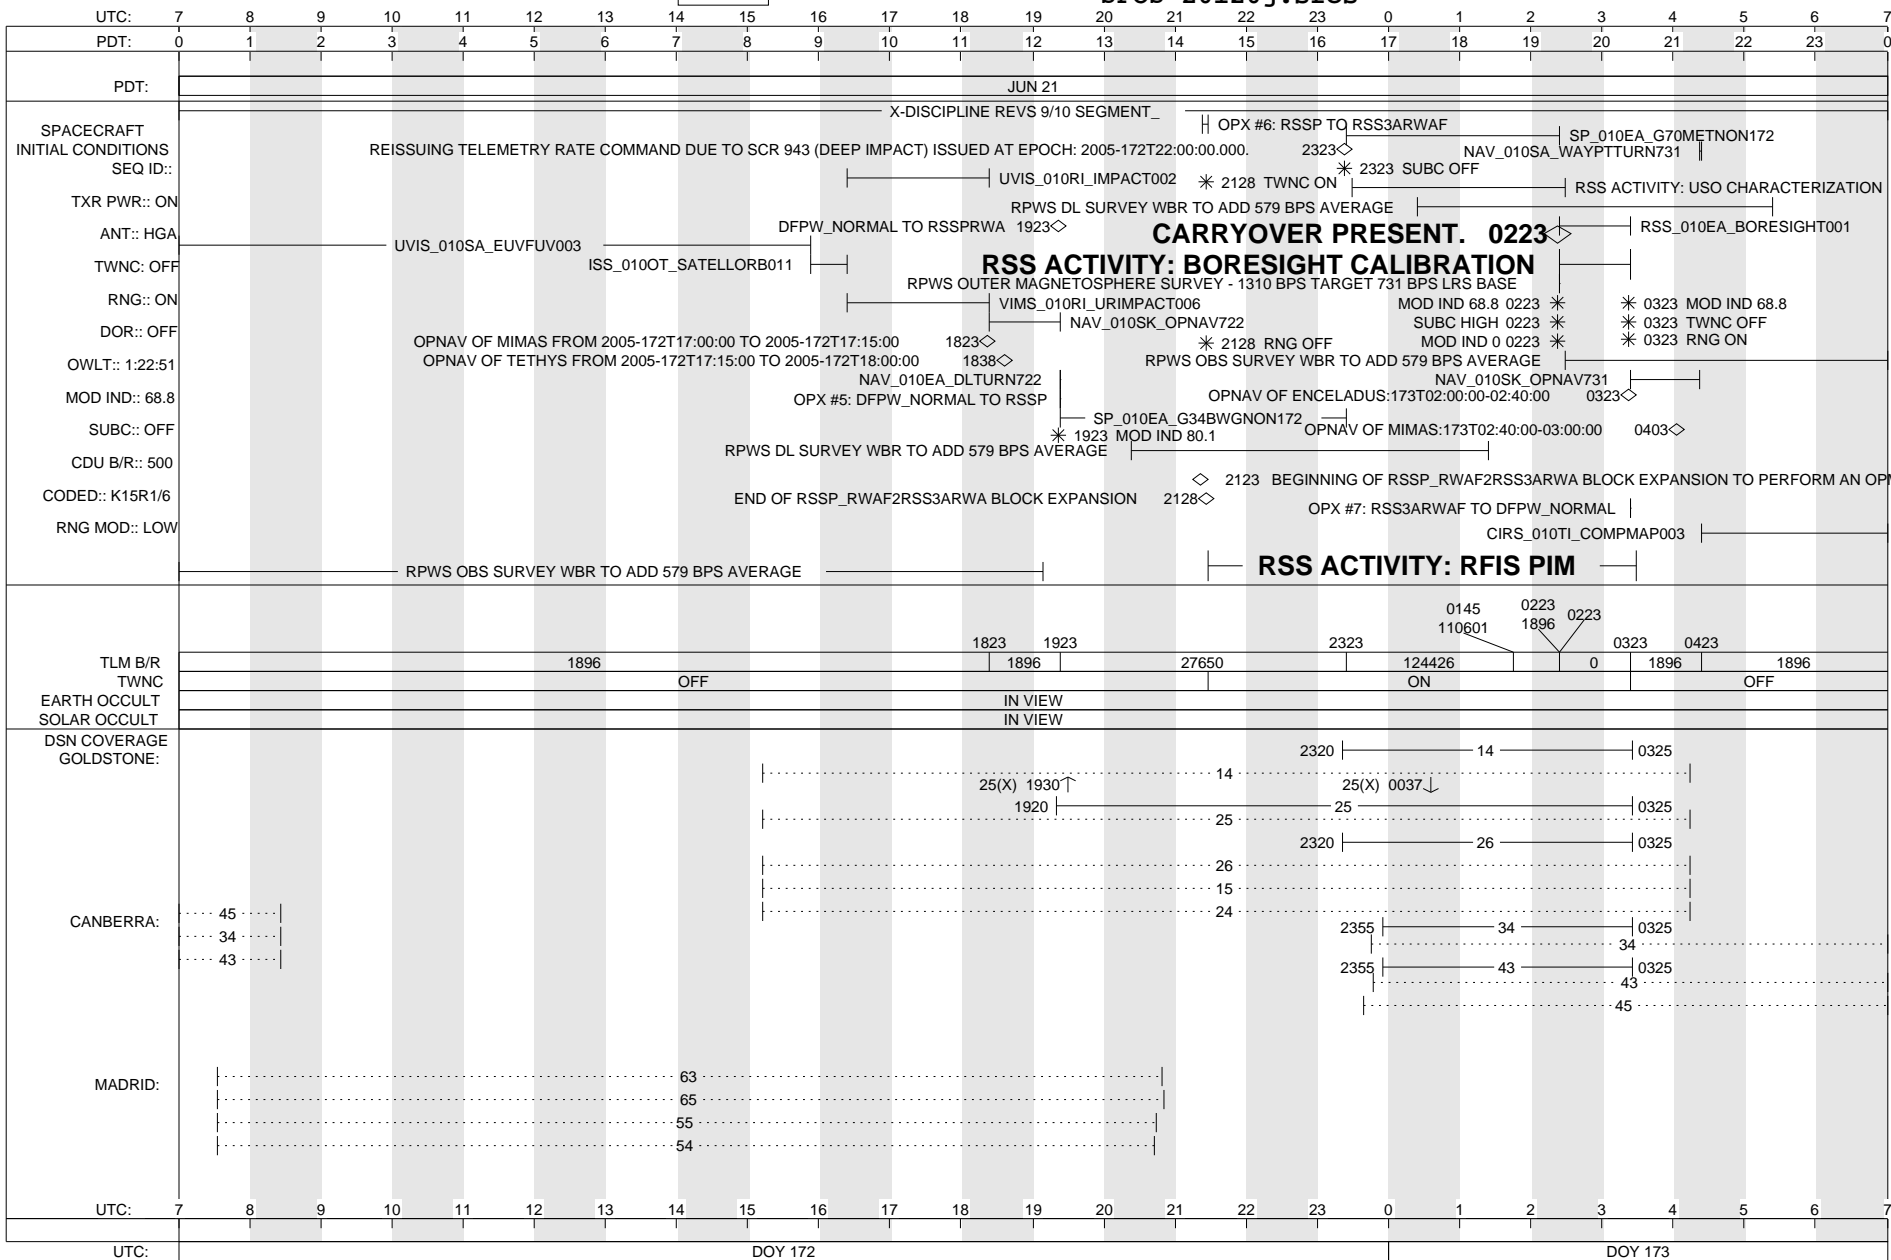 UTC: 7 8 9 10 11 12 13 14 15 16 17 18 19 20 21 22 23 0 1 2 3 4 5 6 7
PDT: 0 1 2 3 4 5 6 7 8 9 10 11 12 13 14 15 16 17 18 19 20 21 22 23 0
PDT: JUN 21
X-DISCIPLINE REVS 9/10 SEGMENT_
OPX #6: RSSP TO RSS3ARWAF
SPACECRAFT
INITIAL CONDITIONS
SEQ ID::
SP_010EA_G70METNON172
REISSUING TELEMETRY RATE COMMAND DUE TO SCR 943 (DEEP IMPACT) ISSUED AT EPOCH: 2005-172T22:00:00.000. 2323
NAV_010SA_WAYPTTURN731
2323 SUBC OFF
UVIS_010RI_IMPACT002
2128 TWNC ON
RSS ACTIVITY: USO CHARACTERIZATION
TXR PWR:: ON
RPWS DL SURVEY WBR TO ADD 579 BPS AVERAGE
DFPW_NORMAL TO RSSPRWA 1923
RSS_010EA_BORESIGHT001
ANT:: HGA
CARRYOVER PRESENT. 0223
UVIS_010SA_EUVFUV003
TWNC: OFF
ISS_010OT_SATELLORB011
RSS ACTIVITY: BORESIGHT CALIBRATION
RPWS OUTER MAGNETOSPHERE SURVEY - 1310 BPS TARGET 731 BPS LRS BASE
RNG:: ON
VIMS_010RI_URIMPACT006
MOD IND 68.8 0223
0323 MOD IND 68.8
NAV_010SK_OPNAV722
SUBC HIGH 0223
0323 TWNC OFF
DOR:: OFF
OPNAV OF MIMAS FROM 2005-172T17:00:00 TO 2005-172T17:15:00 1823
2128 RNG OFF
MOD IND 0 0223
0323 RNG ON
OWLT:: 1:22:51
OPNAV OF TETHYS FROM 2005-172T17:15:00 TO 2005-172T18:00:00 1838
RPWS OBS SURVEY WBR TO ADD 579 BPS AVERAGE
NAV_010EA_DLTURN722
NAV_010SK_OPNAV731
MOD IND:: 68.8
OPX #5: DFPW_NORMAL TO RSSP
OPNAV OF ENCELADUS:173T02:00:00-02:40:00 0323
SP_010EA_G34BWGNON172
SUBC:: OFF
1923 MOD IND 80.1
OPNAV OF MIMAS:173T02:40:00-03:00:00 0403
RPWS DL SURVEY WBR TO ADD 579 BPS AVERAGE
CDU B/R:: 500
2123 BEGINNING OF RSSP_RWAF2RSS3ARWA BLOCK EXPANSION TO PERFORM AN
CODED:: K15R1/6
END OF RSSP_RWAF2RSS3ARWA BLOCK EXPANSION 2128
OPX #7: RSS3ARWAF TO DFPW_NORMAL
RNG MOD:: LOW
CIRS_010TI_COMPMAP003
RPWS OBS SURVEY WBR TO ADD 579 BPS AVERAGE
RSS ACTIVITY: RFIS PIM
0145 0223 0223
110601 1896
1823 1923 2323 0323 0423
TLM B/R 1896 1896 27650 124426 0 1896 1896
TWNC OFF ON OFF
EARTH OCCULT IN VIEW
SOLAR OCCULT IN VIEW
DSN COVERAGE
GOLDSTONE:
2320 14 0325
14
25(X) 1930 25(X) 0037
1920 25 0325
25
2320 26 0325
26
15
24
CANBERRA:
45
34
43
2355 34 0325
34
2355 43 0325
43
45
MADRID:
63
65
55
54
UTC: 7 8 9 10 11 12 13 14 15 16 17 18 19 20 21 22 23 0 1 2 3 4 5 6 7
UTC: DOY 172 DOY 173